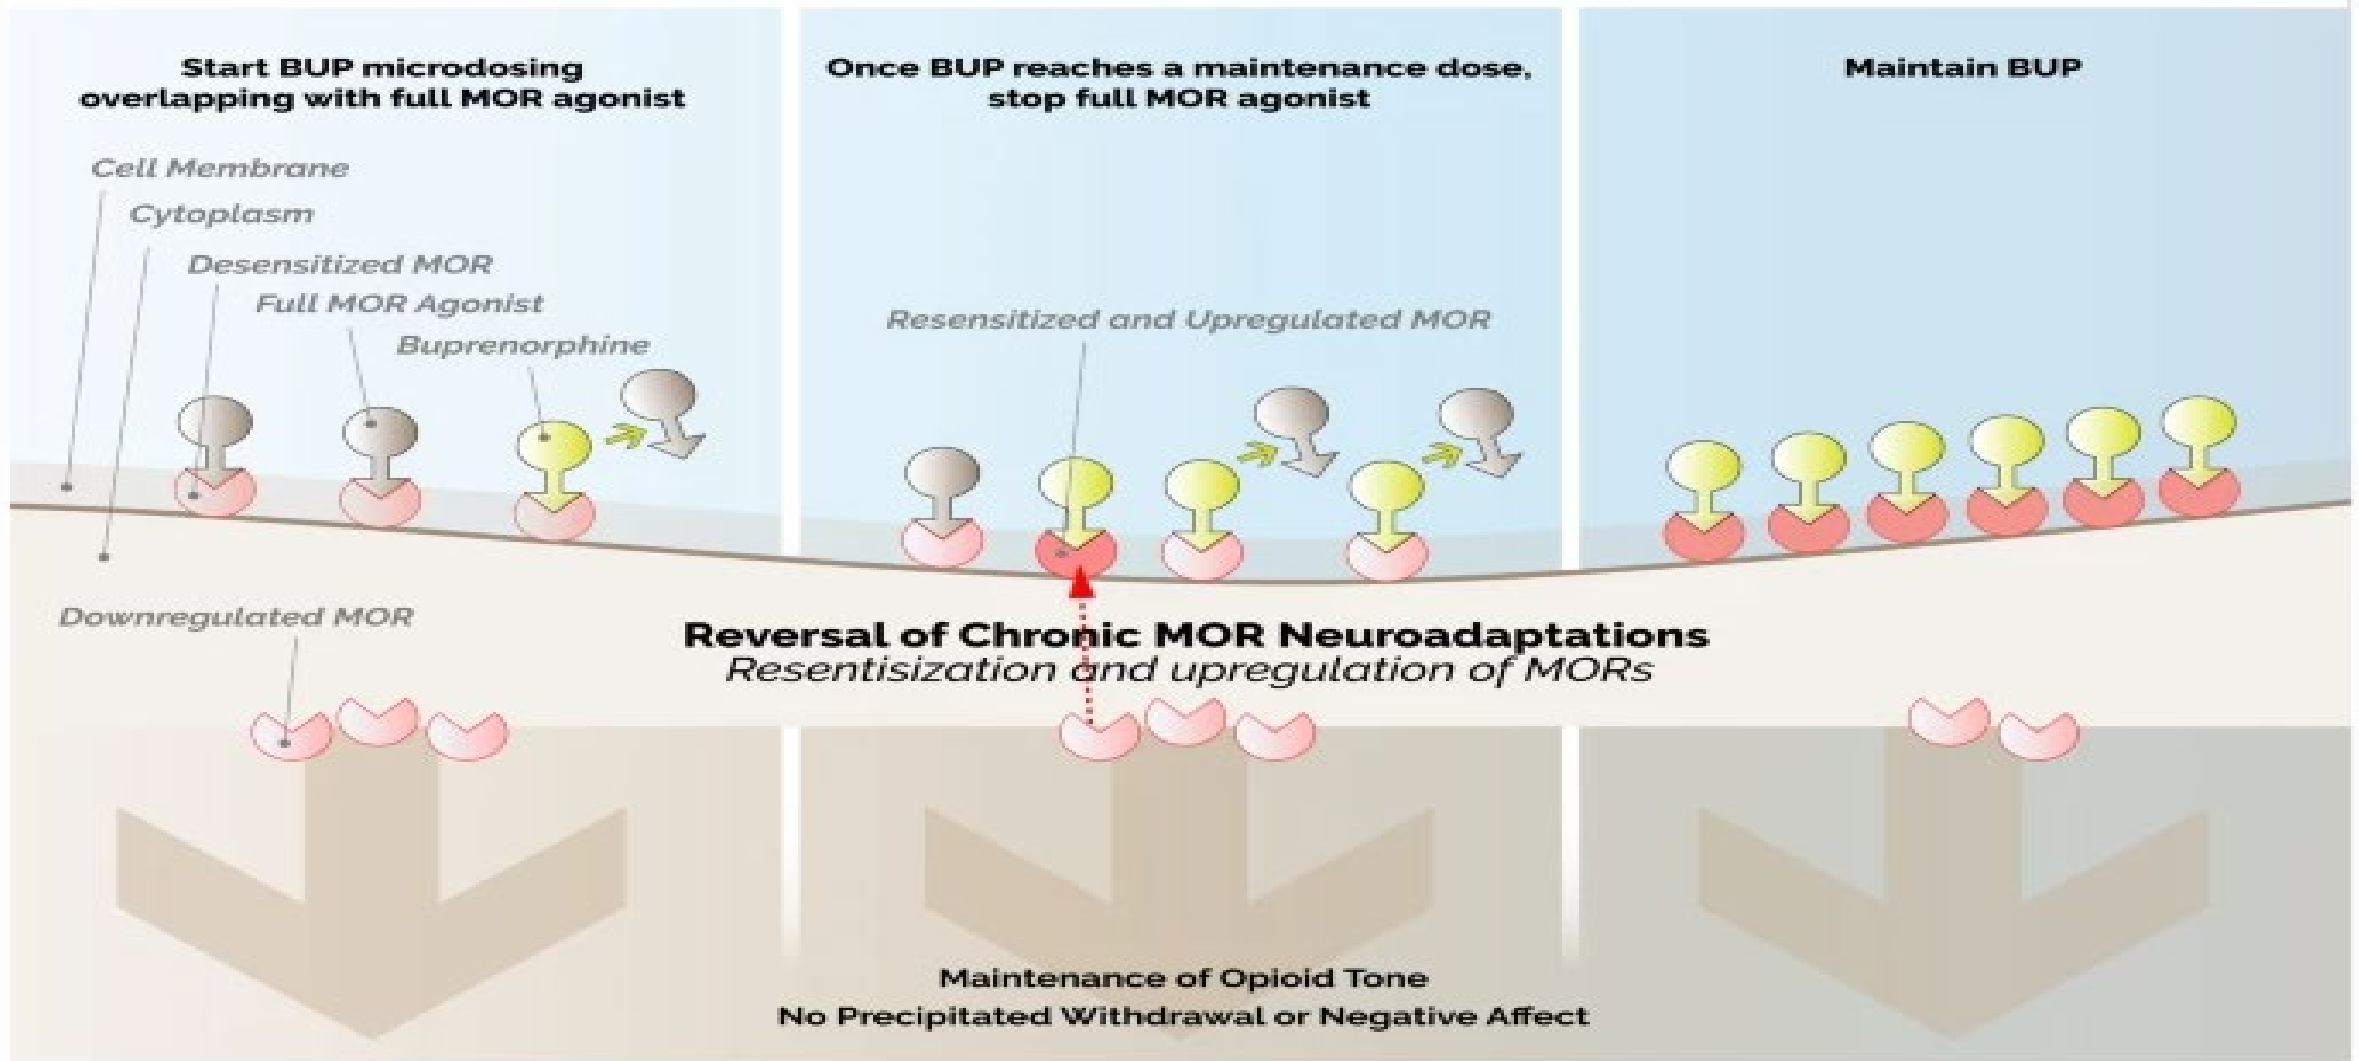 Start BUP microdosing
overlapping with full MOR agonist
Cell Membrane
Cytoplasm
Desensitized MOR
Full MOR Agonist
Buprenorphine
Downregulated MOR
Once BUP reaches a maintenance dose,
stop full MOR agonist
Resensitized and Upregulated MOR
Maintain BUP
Reversal of Chronic MOR Neuroadaptations
Resentisization and upregulation of MORs
Maintenance of Opioid Tone
No Precipitated Withdrawal or Negative Affect